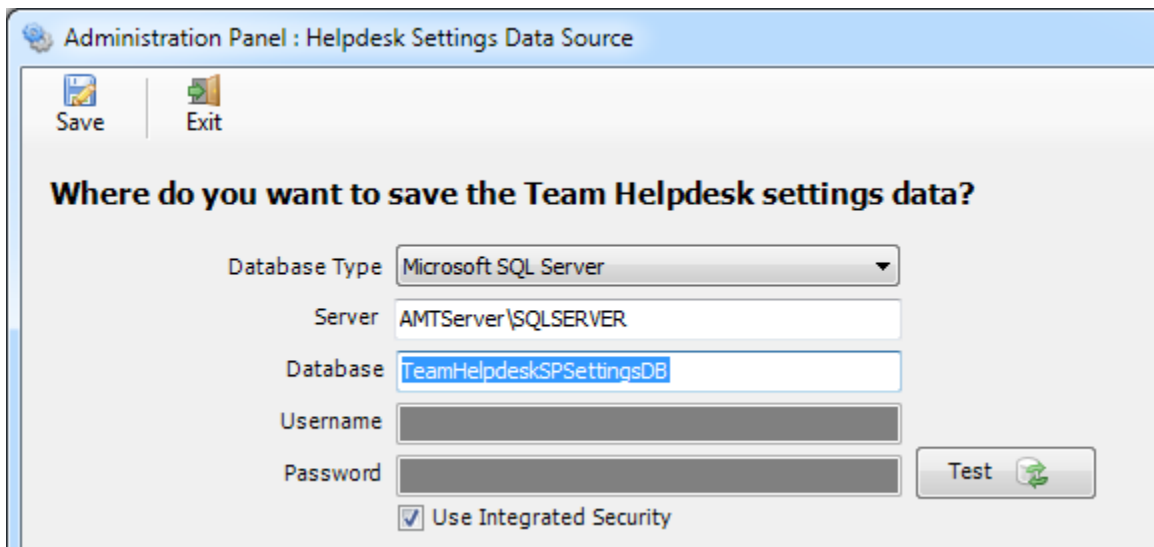 Administration Panel : Helpdesk Settings Data Source
Save Exit
Where do you want to save the Team Helpdesk settings data?
Database Type Microsoft SQL Server
Server AMTServer\SQLSERVER
Database TeamHelpdeskSPSettingsDB
Username
Password Test
Use Integrated Security